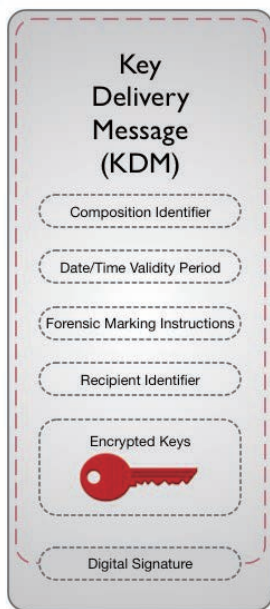 Key
Delivery
Message
(KDM)
Composition Identifier
Date/Time Validity Period
Forensic Marking Instructions
Recipient Identifier
Encrypted Keys
Digital Signature